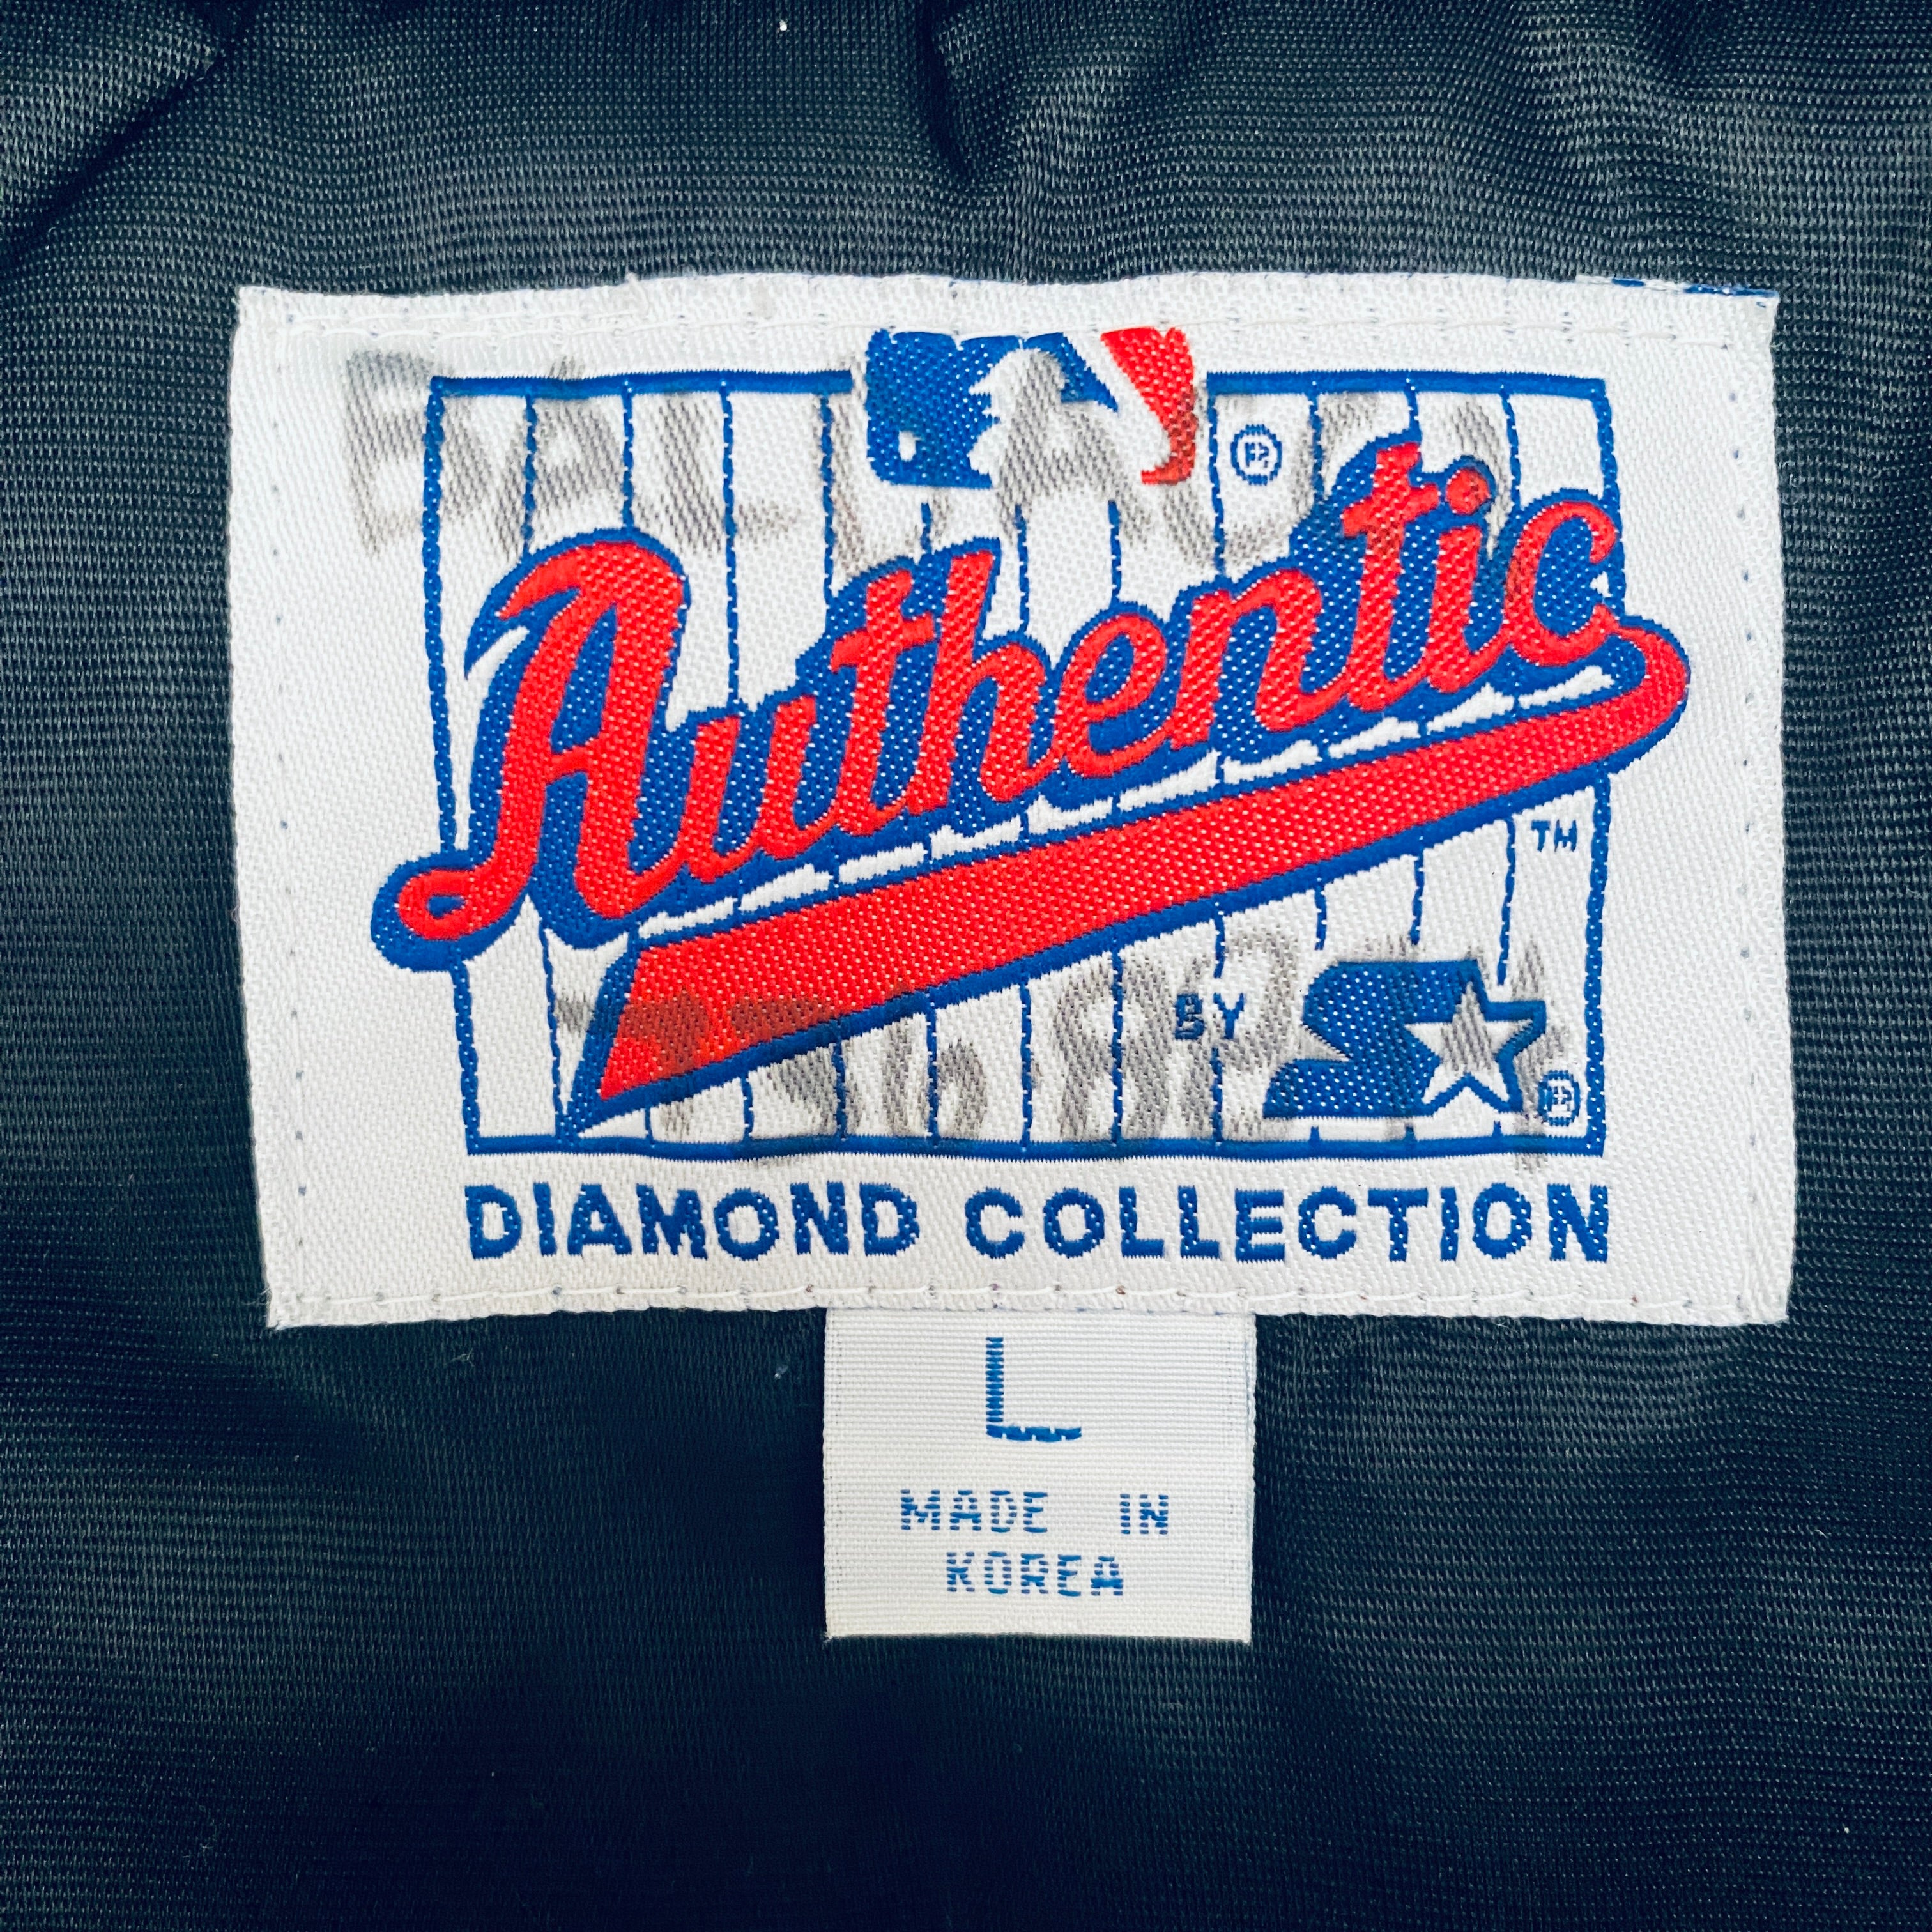 ®
Authentic
TM
BY
®
DIAMOND COLLECTION
L
MADE IN
KOREA